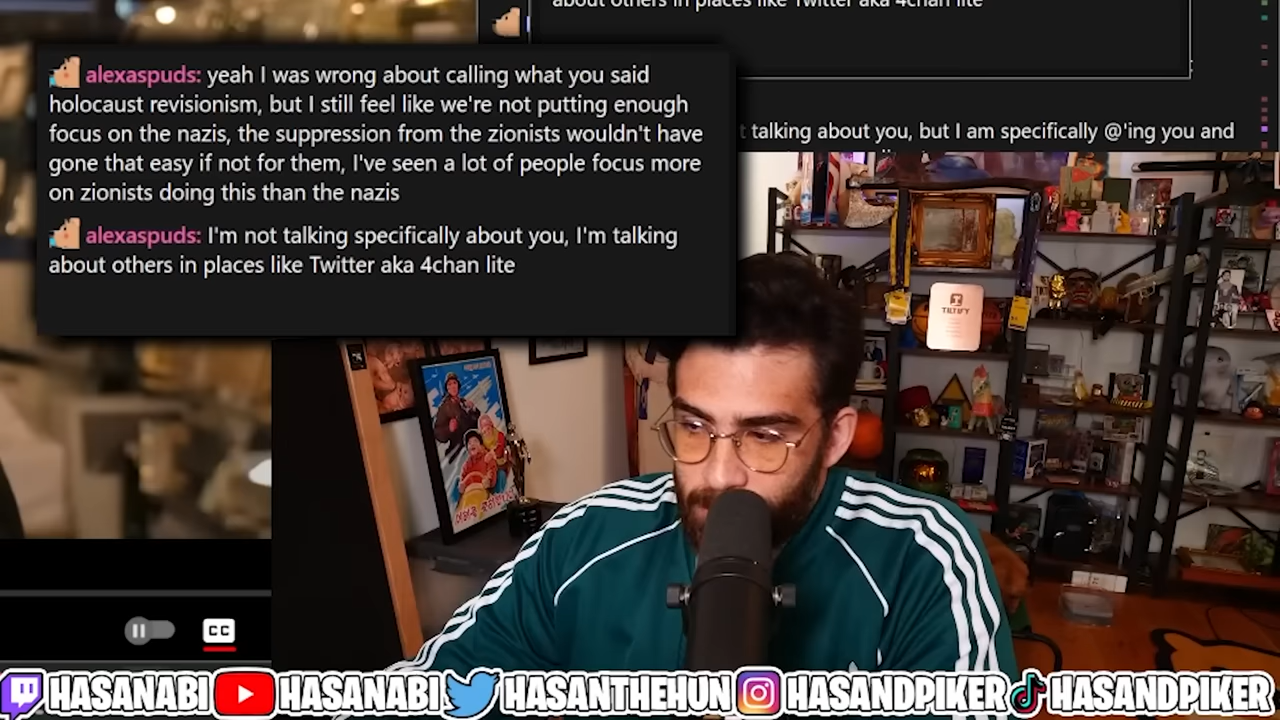 about others in places like Twitter aka 4chan lite
alexaspuds: yeah I was wrong about calling what you said
holocaust revisionism, but I still feel like we're not putting enough
focus on the nazis, the suppression from the zionists wouldn't have
gone that easy if not for them, I've seen a lot of people focus more
on zionists doing this than the nazis
alexaspuds: I'm not talking specifically about you, I'm talking
about others in places like Twitter aka 4chan lite
t talking about you, but I am specifically @'ing you and
TILTIFY
CC
HASANABI HASANABI HASANTHEHUN HASANDPIKER HASANDPIKER